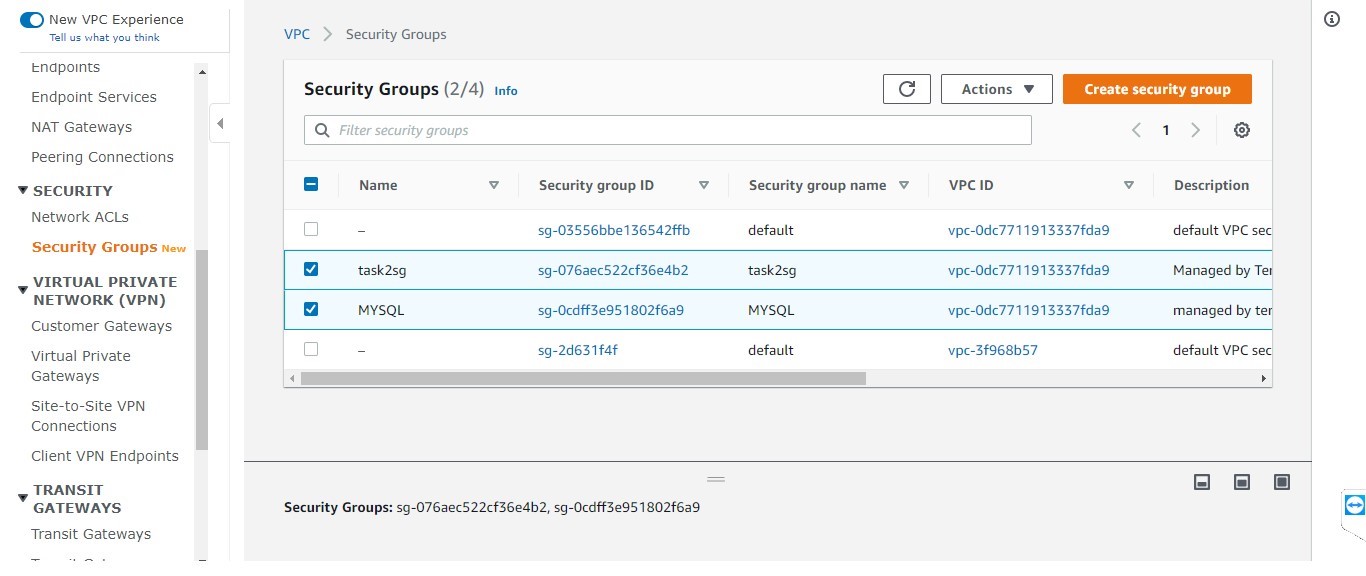 New VPC Experience
Tell us what you think
Endpoints
Endpoint Services
NAT Gateways
Peering Connections
SECURITY
Network ACLs
Security Groups New
VIRTUAL PRIVATE
NETWORK (VPN)
Customer Gateways
Virtual Private
Gateways
Site-to-Site VPN
Connections
Client VPN Endpoints
TRANSIT
GATEWAYS
Transit Gateways
VPC > Security Groups
Security Groups (2/4) Info
Actions
Create security group
Filter security groups
1
Name Security group ID Security group name VPC ID Description
– sg-03556bbe136542ffb default vpc-0dc7711913337fda9 default VPC sec
task2sg sg-076aec522cf36e4b2 task2sg vpc-0dc7711913337fda9 Managed by Ter
MYSQL sg-0cdff3e951802f6a9 MYSQL vpc-0dc7711913337fda9 managed by ter
– sg-2d631f4f default vpc-3f968b57 default VPC sec
Security Groups: sg-076aec522cf36e4b2, sg-0cdff3e951802f6a9